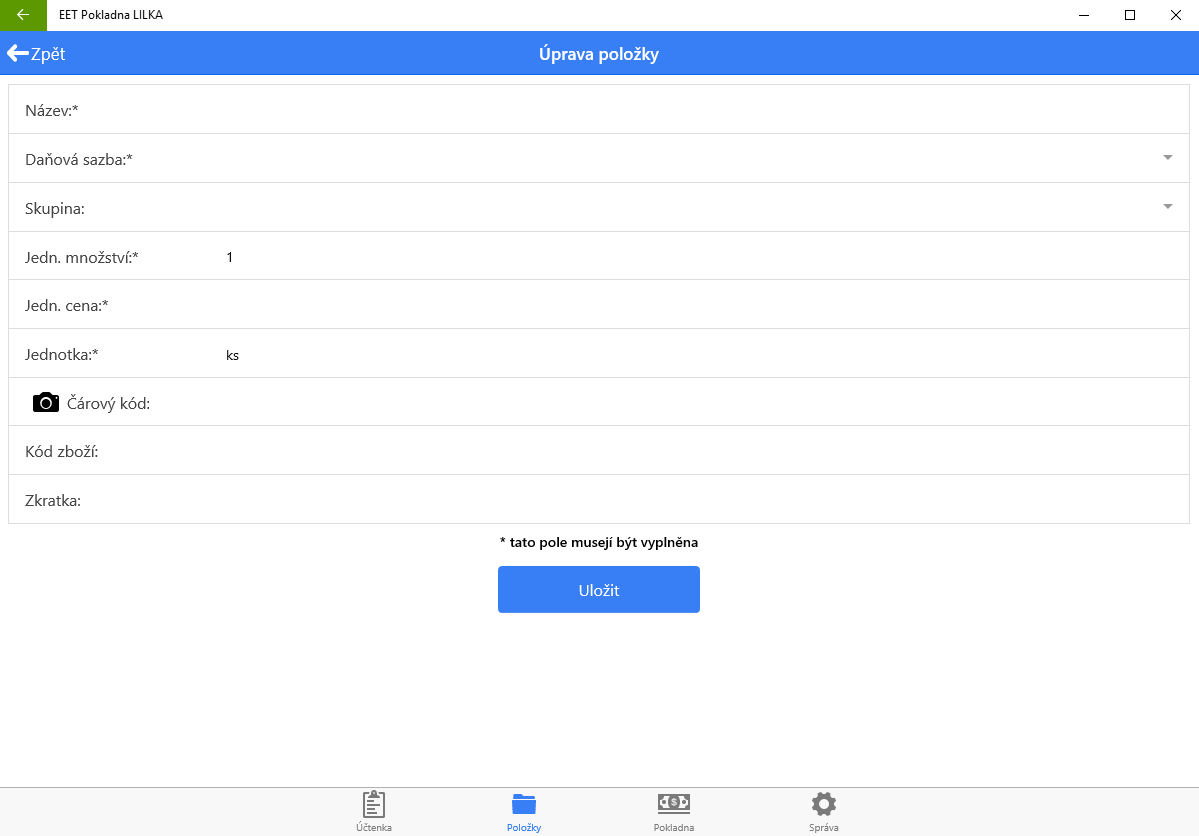 EET Pokladna LILKA
Zpět
Úprava položky
Název:*
Daňová sazba:*
Skupina:
Jedn. množství:* 1
Jedn. cena:*
Jednotka:* ks
Čárový kód:
Kód zboží:
Zkratka:
* tato pole musejí být vyplněna
Uložit
Účtenka Položky Pokladna Správa